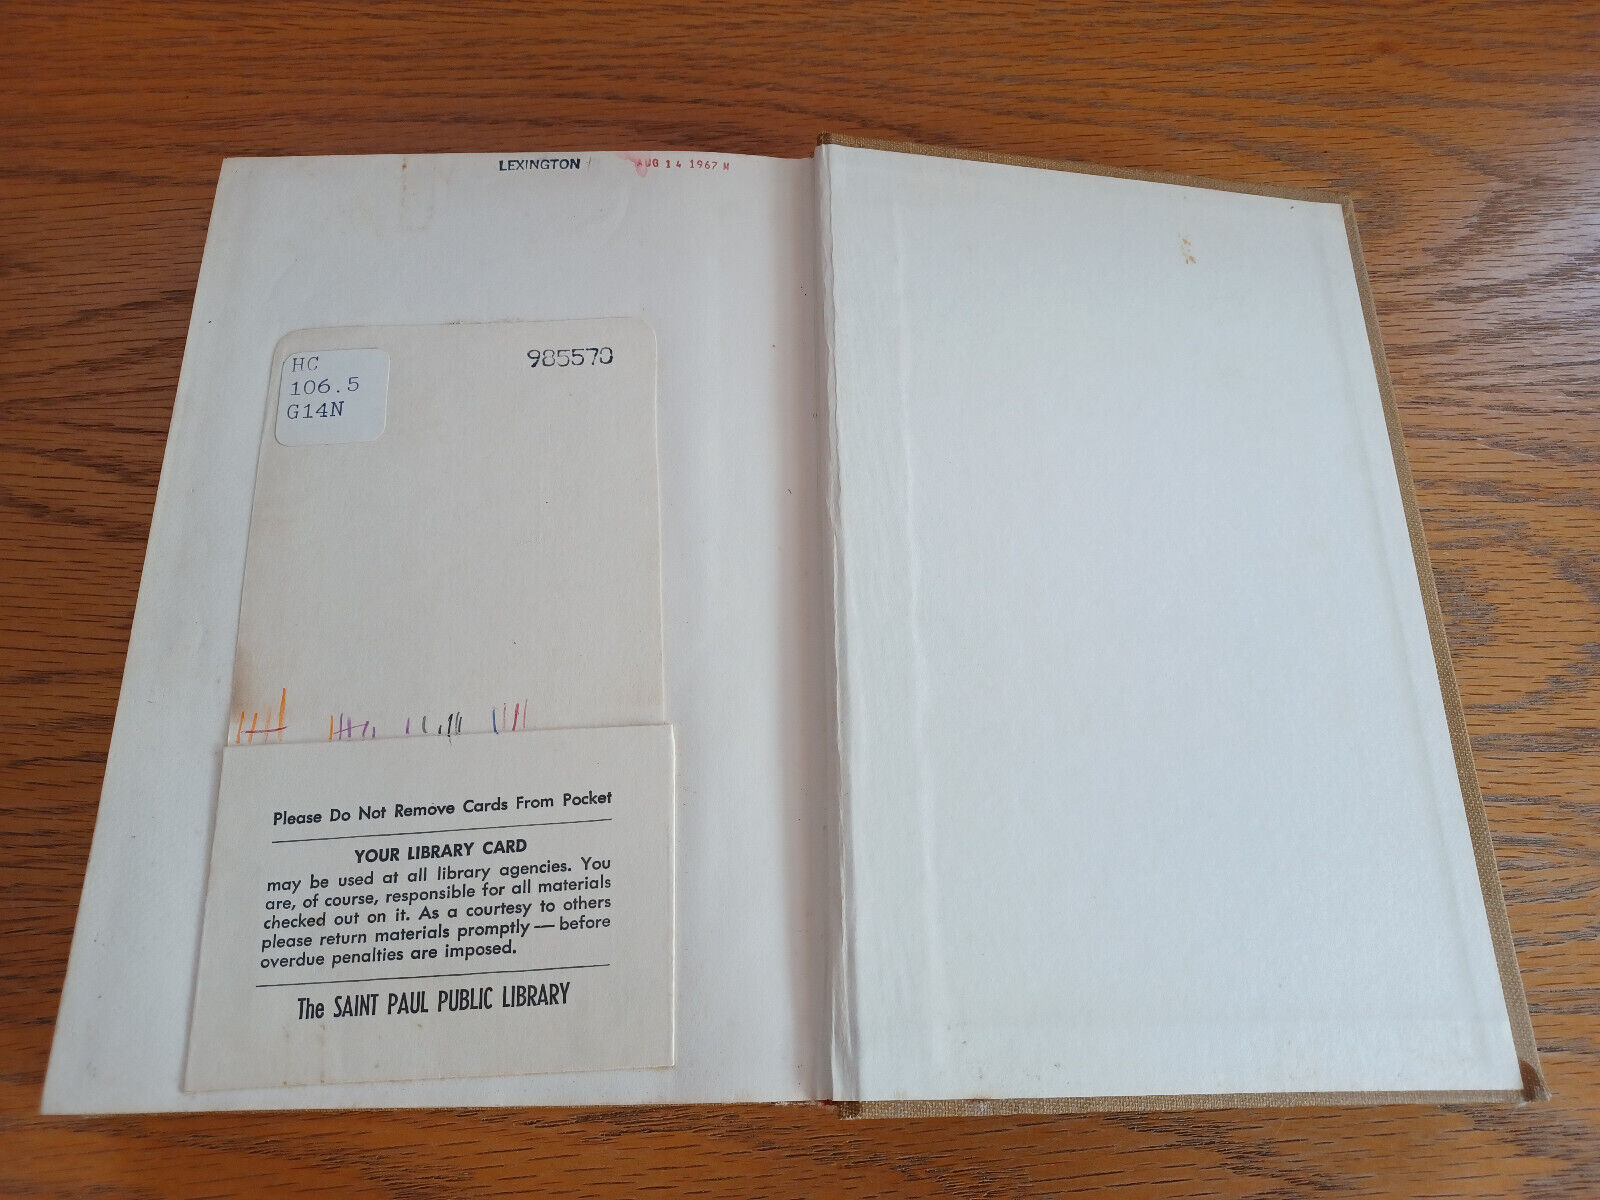 LEXINGTON AUG 14 1967 M
HC 985570
106.5
G14N
Please Do Not Remove Cards From Pocket
YOUR LIBRARY CARD
may be used at all library agencies. You
are, of course, responsible for all materials
checked out on it. As a courtesy to others
please return materials promptly — before
overdue penalties are imposed.
The SAINT PAUL PUBLIC LIBRARY